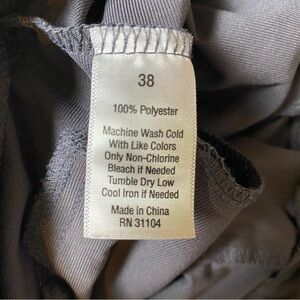 38
100% Polyester
Machine Wash Cold
With Like Colors
Only Non-Chlorine
Bleach if Needed
Tumble Dry Low
Cool Iron if Needed
Made in China
RN 31104